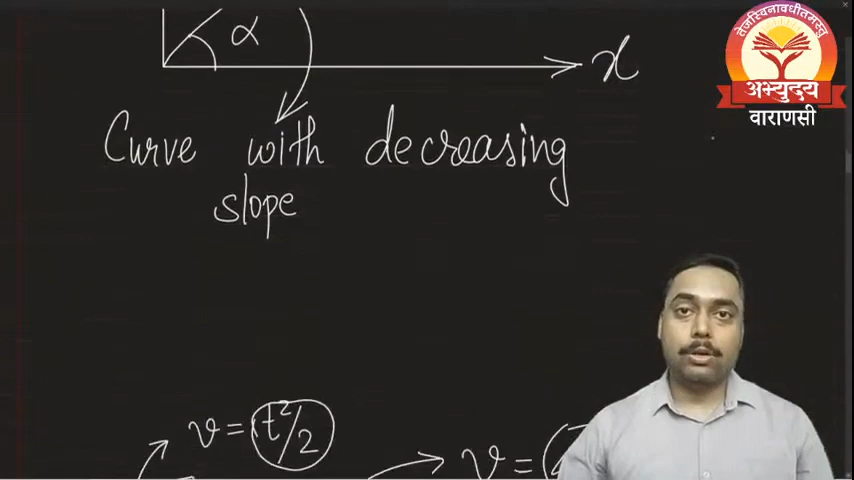 तेजस्विनावधीतमस्तु
अभ्युदय
वाराणसी
α
x
Curve with decreasing
slope
v = t²/2
v =